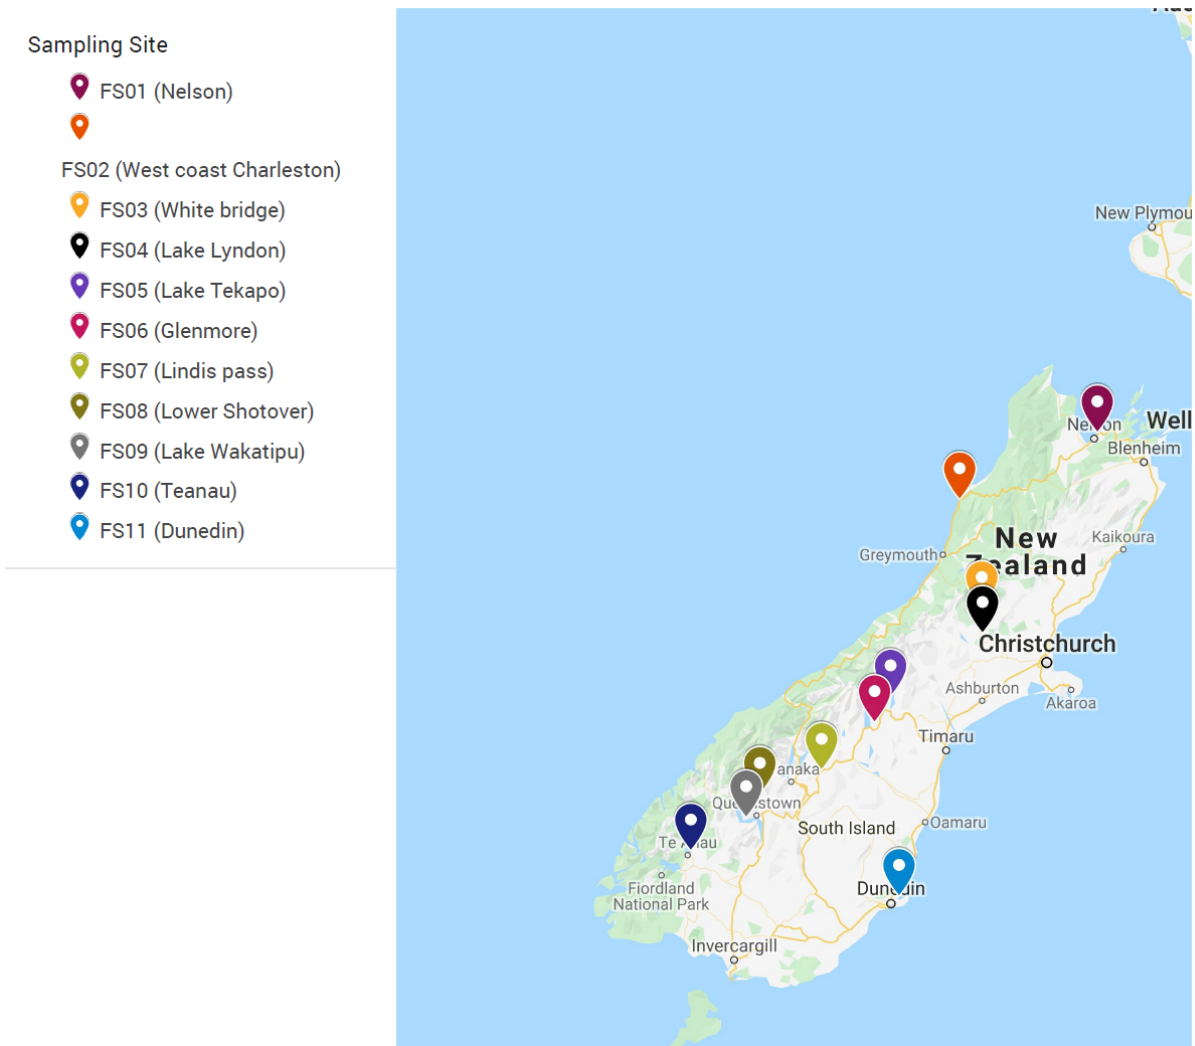 Sampling Site
FS01 (Nelson)
FS02 (West coast Charleston)
FS03 (White bridge)
FS04 (Lake Lyndon)
FS05 (Lake Tekapo)
FS06 (Glenmore)
FS07 (Lindis pass)
FS08 (Lower Shotover)
FS09 (Lake Wakatipu)
FS10 (Teanau)
FS11 (Dunedin)
New Plymou
Well
Blenheim
New
Zealand
Kaikoura
Greymouth
Christchurch
Ashburton
Akaroa
Timaru
anaka
South Island
Oamaru
Fiordland
National Park
Invercargill